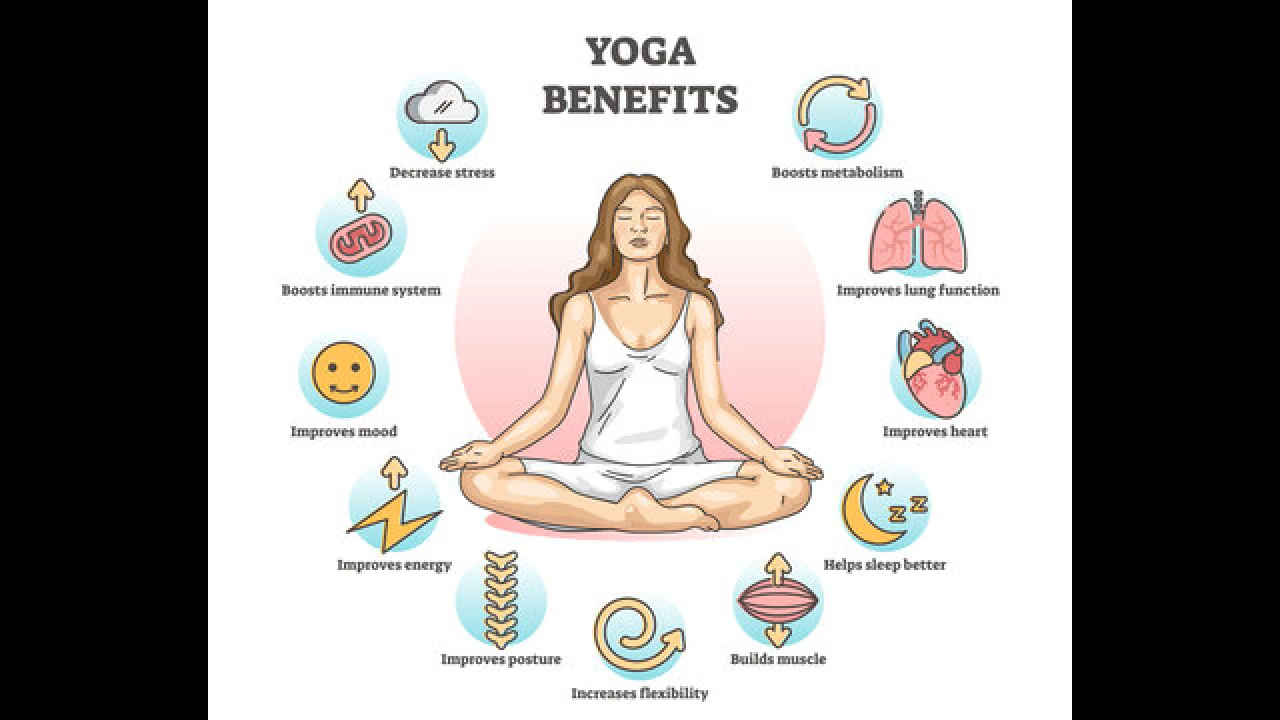 YOGA
BENEFITS
Decrease stress
Boosts metabolism
Boosts immune system
Improves lung function
Improves mood
Improves heart
Improves energy
Helps sleep better
Improves posture
Builds muscle
Increases flexibility
z z